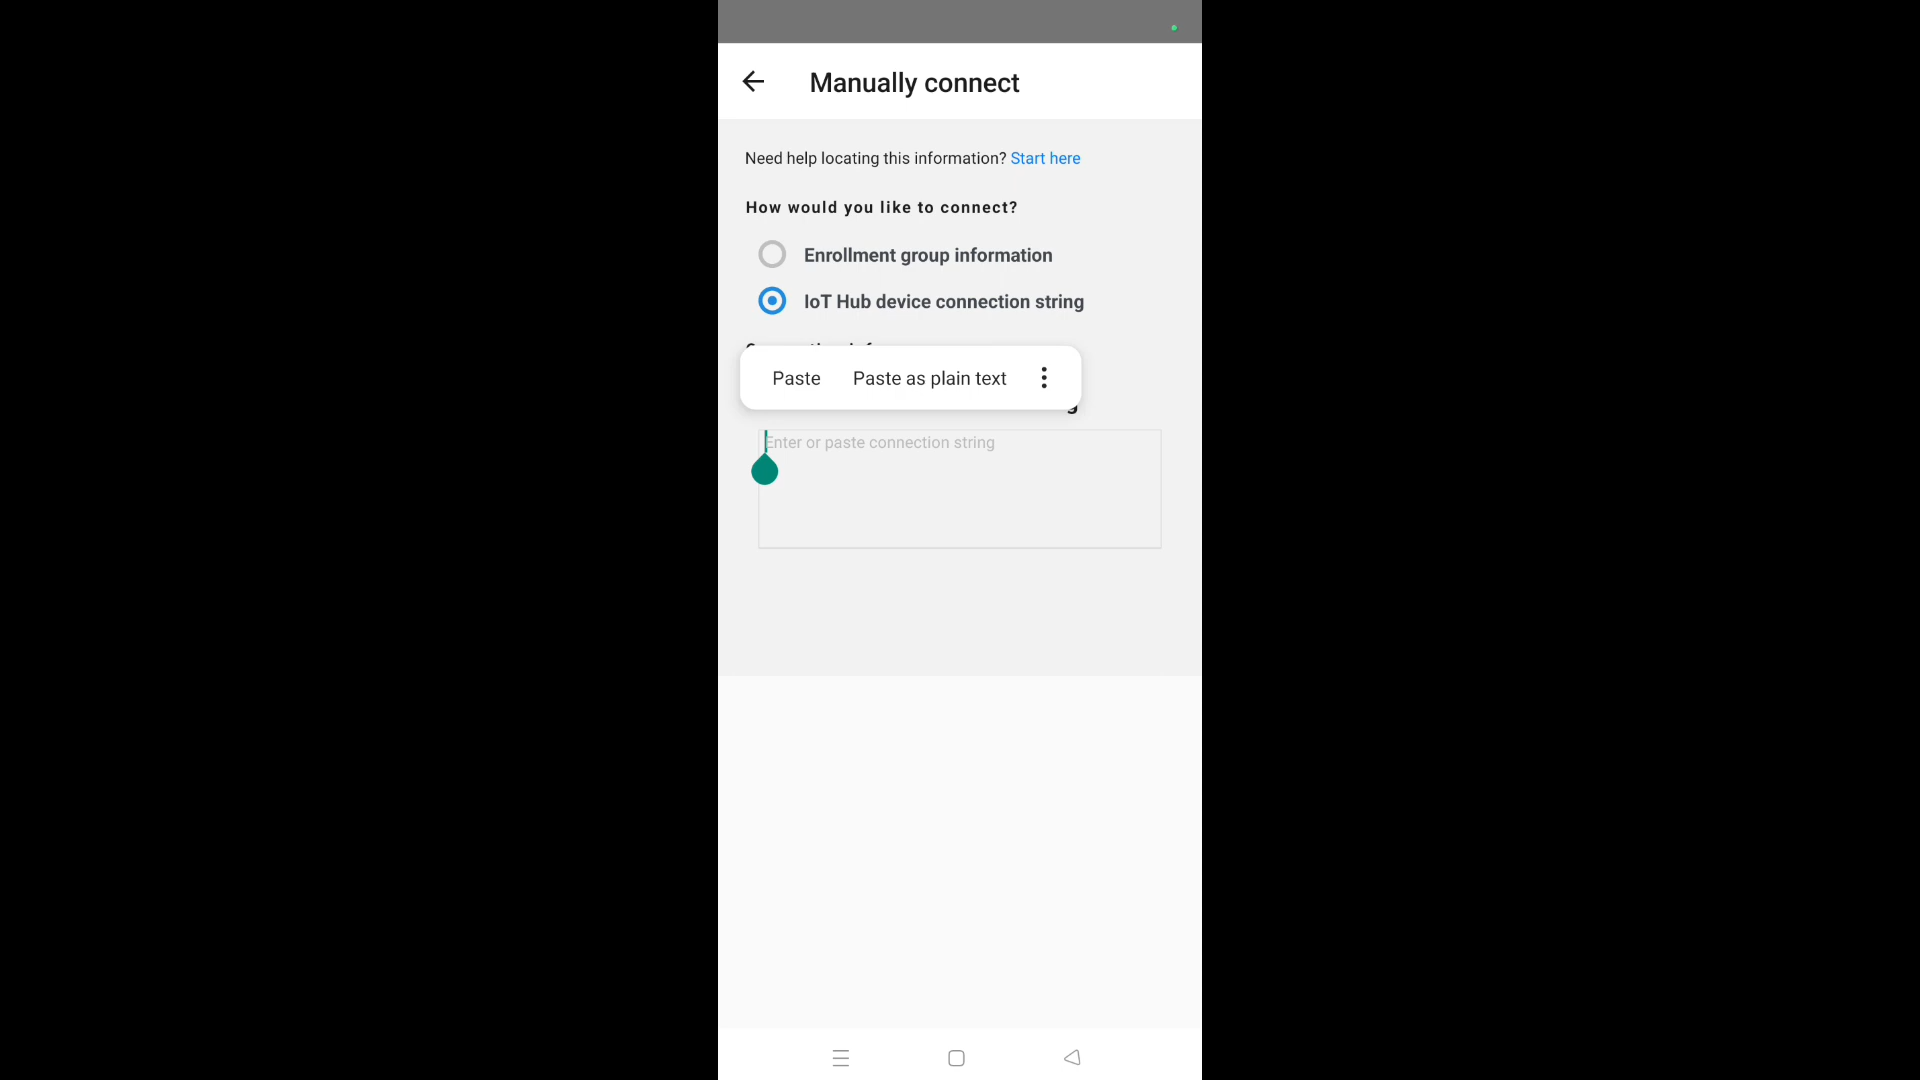 Manually connect
Need help locating this information? Start here
How would you like to connect?
Enrollment group information
IoT Hub device connection string
Paste Paste as plain text
Enter or paste connection string